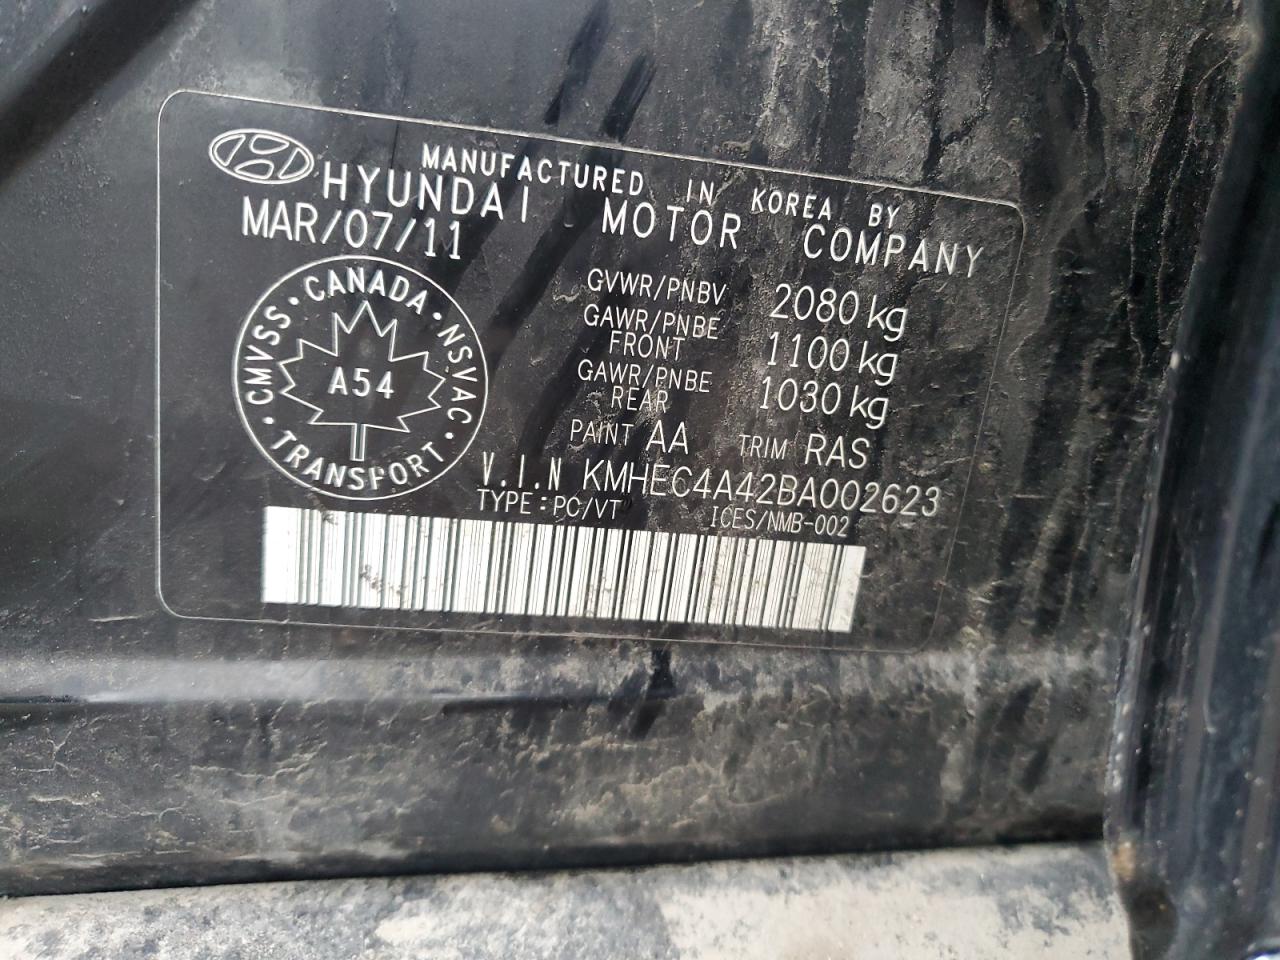 MANUFACTURED IN KOREA BY
HYUNDAI MOTOR COMPANY
MAR/07/11
CANADA · NSVAC · TRANSPORT · CMVSS ·
A54
GVWR/PNBV 2080 kg
GAWR/PNBE FRONT 1100 kg
GAWR/PNBE REAR 1030 kg
PAINT AA TRIM RAS
V.I.N KMHEC4A42BA002623
TYPE : PC/VT ICES/NMB-002